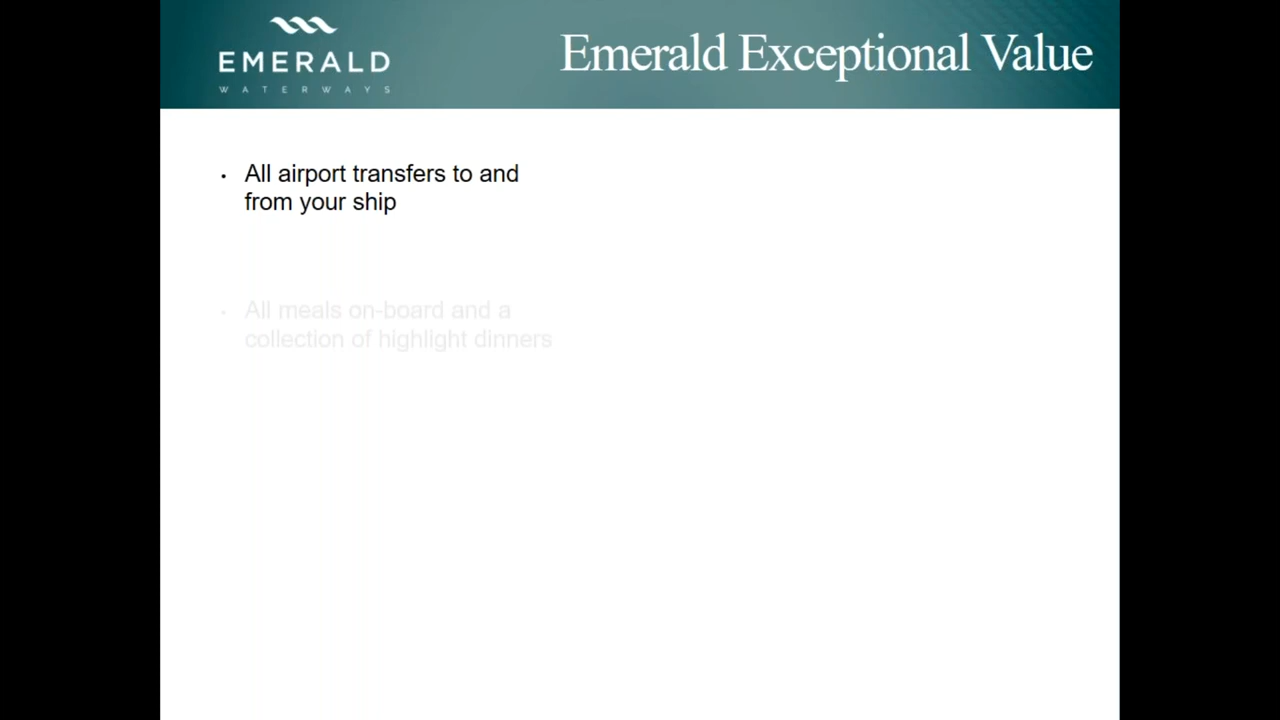 EMERALD
WATERWAYS
Emerald Exceptional Value
· All airport transfers to and
from your ship
· All meals on-board and a
collection of highlight dinners